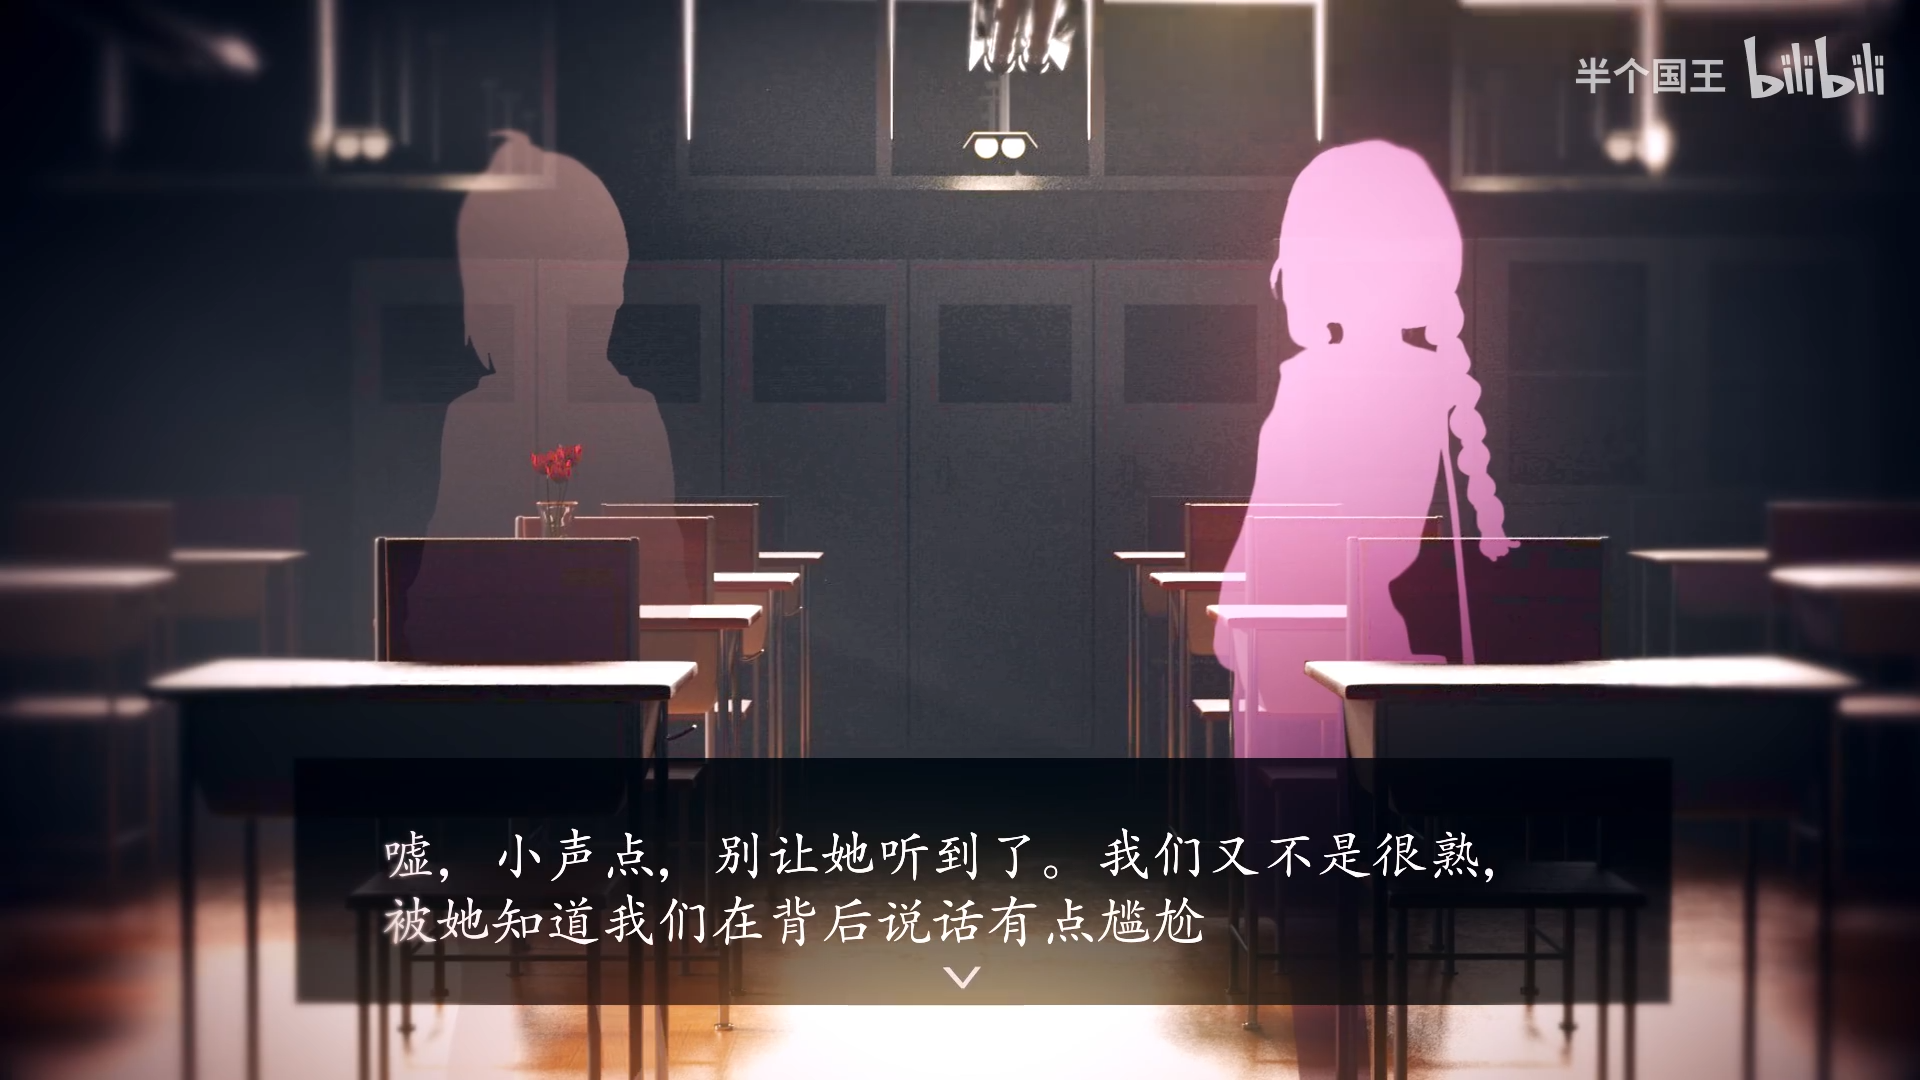 半个国王 bilibili
嘘，小声点，别让她听到了。我们又不是很熟，
被她知道我们在背后说话有点尴尬